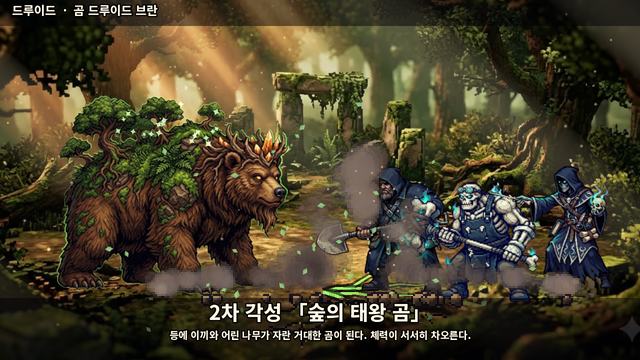 드루이드 · 곰 드루이드 브란
2차 각성 「숲의 태왕 곰」
등에 이끼와 어린 나무가 자란 거대한 곰이 된다. 체력이 서서히 차오른다.